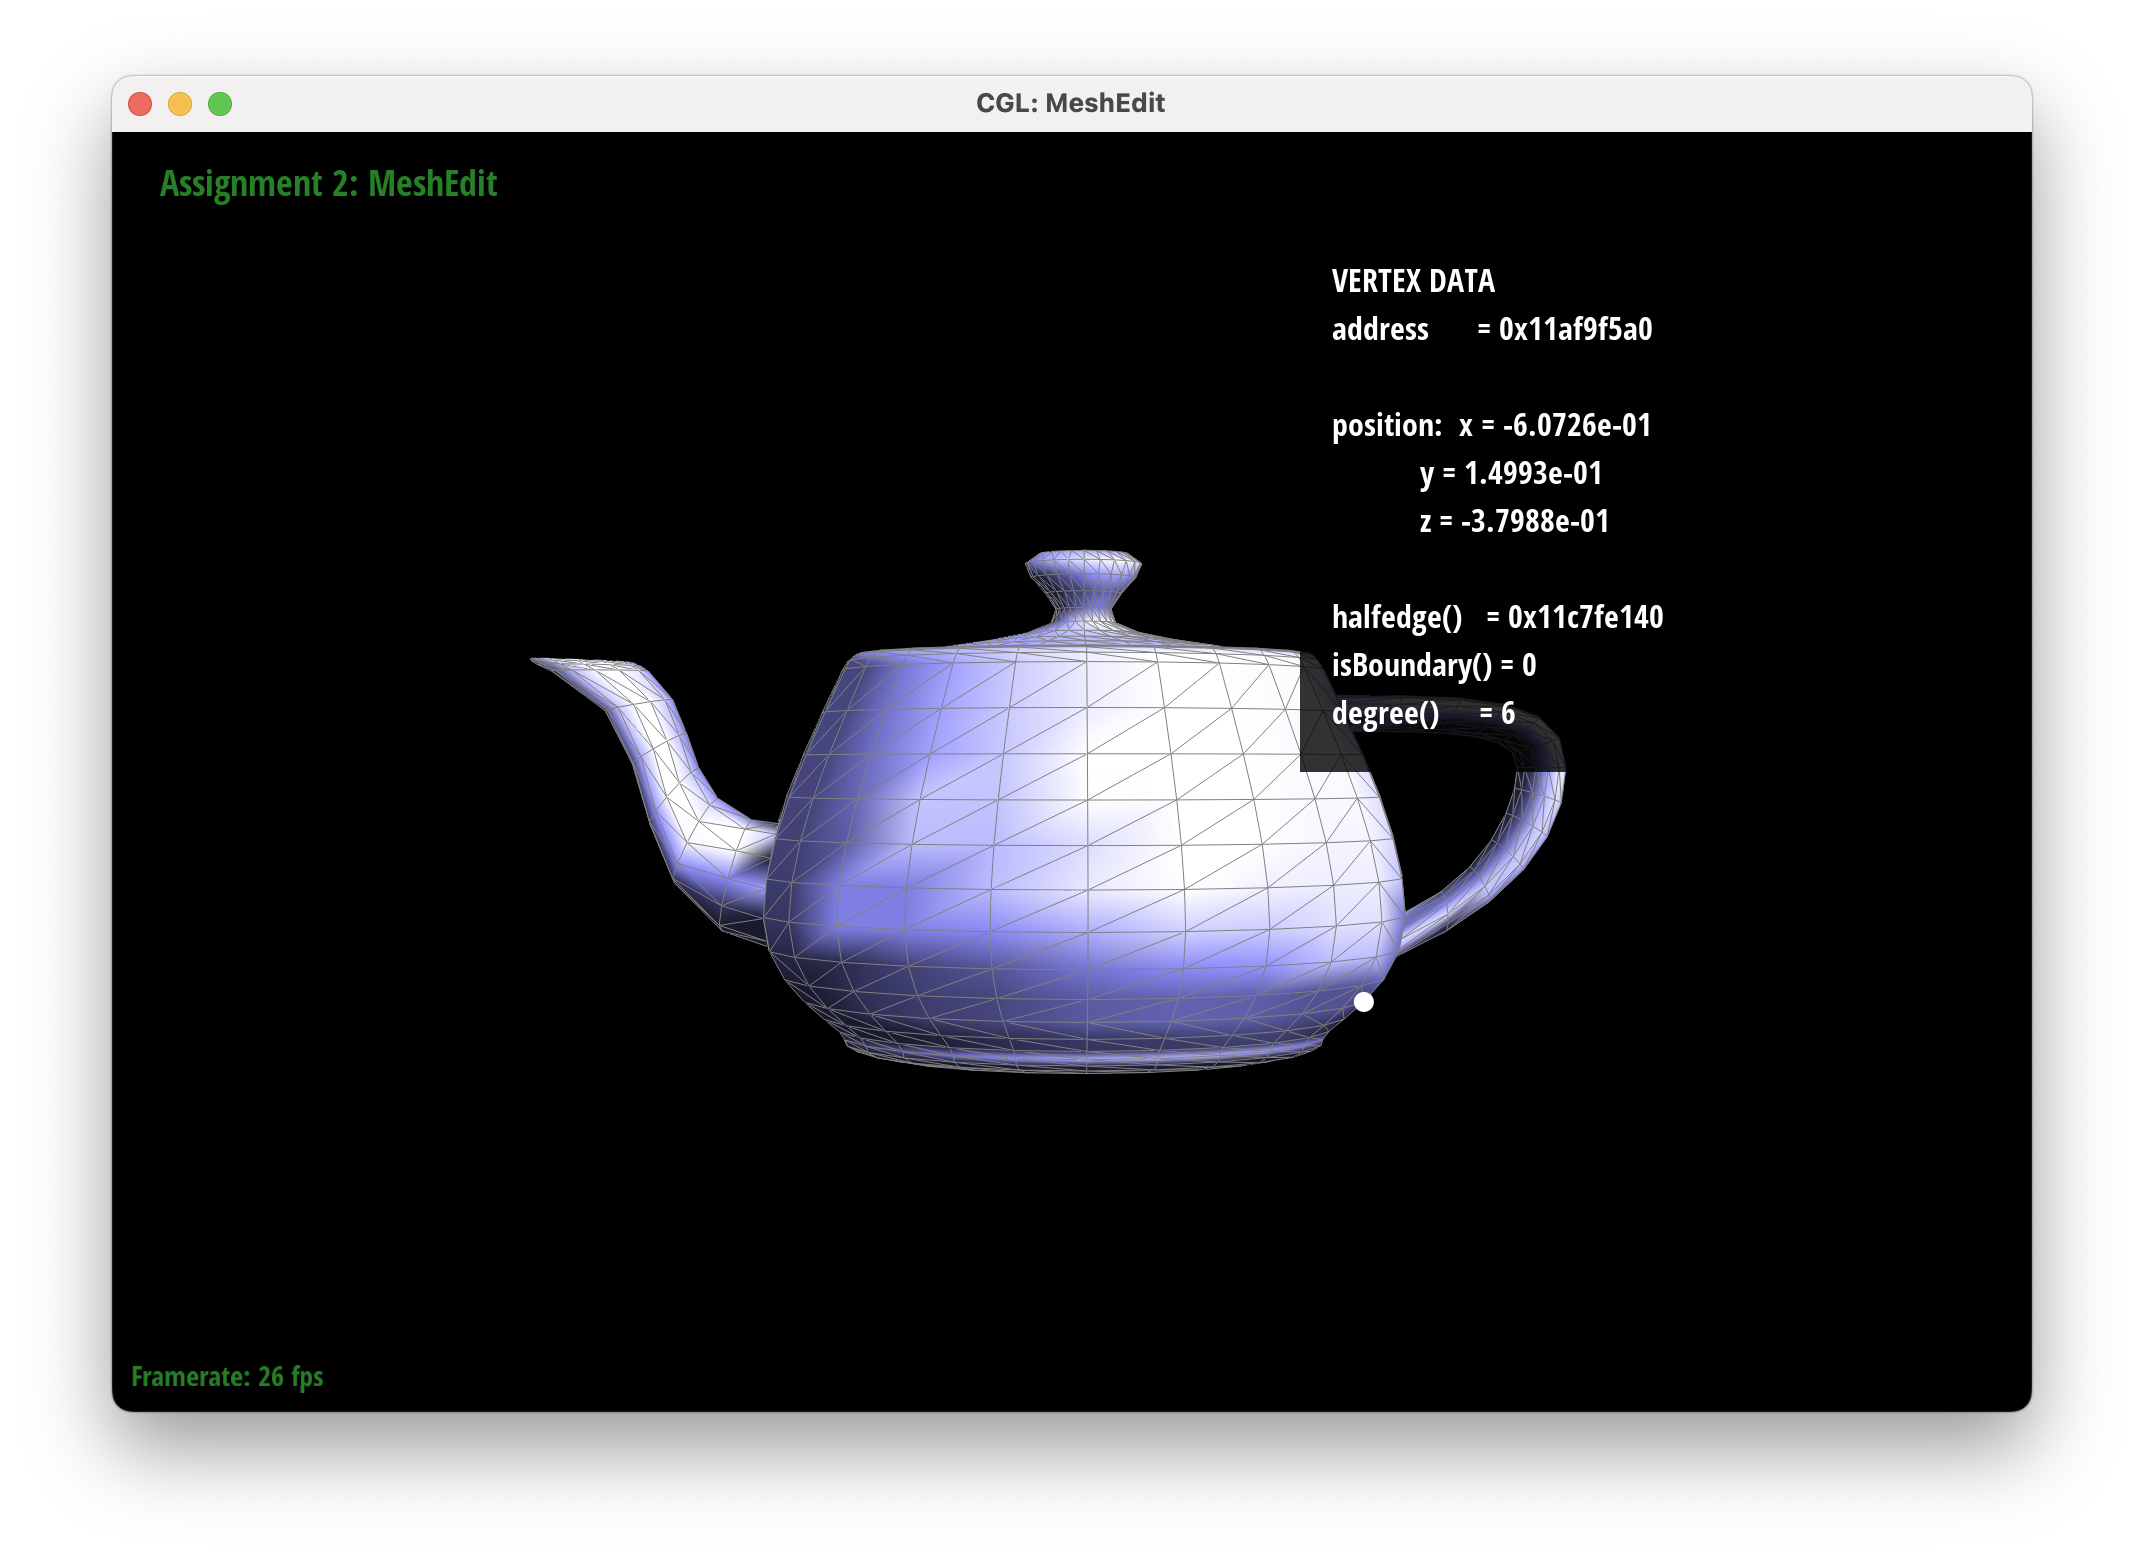 CGL: MeshEdit
Assignment 2: MeshEdit
VERTEX DATA
address = 0x11af9f5a0
position: x = -6.0726e-01
y = 1.4993e-01
z = -3.7988e-01
halfedge() = 0x11c7fe140
isBoundary() = 0
degree() = 6
Framerate: 26 fps